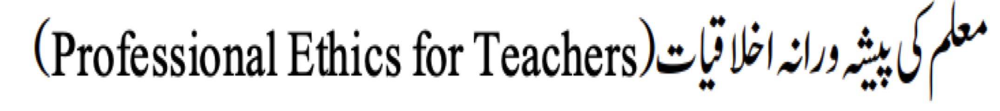 معلم کی پیشہ ورانہ اخلاقیات (Professional Ethics for Teachers)